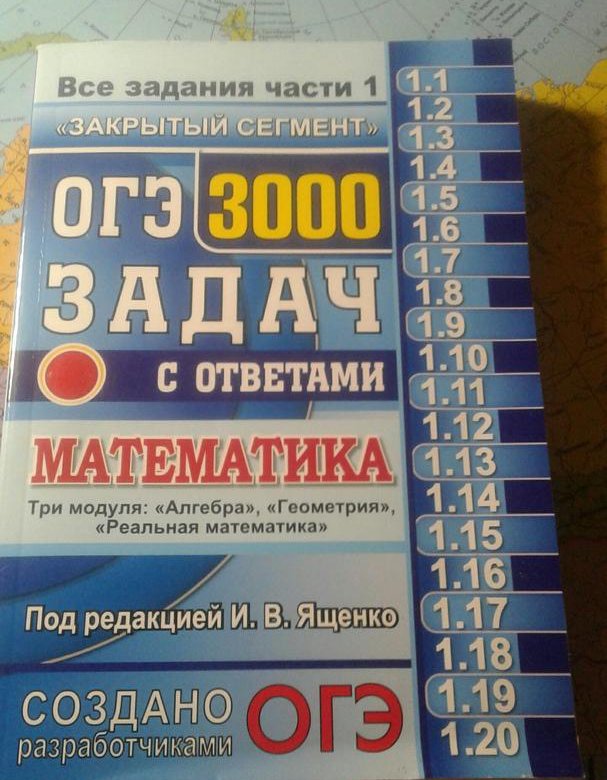 Все задания части 1
«ЗАКРЫТЫЙ СЕГМЕНТ»
ОГЭ 3000
ЗАДАЧ
С ОТВЕТАМИ
МАТЕМАТИКА
Три модуля: «Алгебра», «Геометрия»,
«Реальная математика»
Под редакцией И. В. Ященко
СОЗДАНО
разработчиками
ОГЭ
1.1
1.2
1.3
1.4
1.5
1.6
1.7
1.8
1.9
1.10
1.11
1.12
1.13
1.14
1.15
1.16
1.17
1.18
1.19
1.20